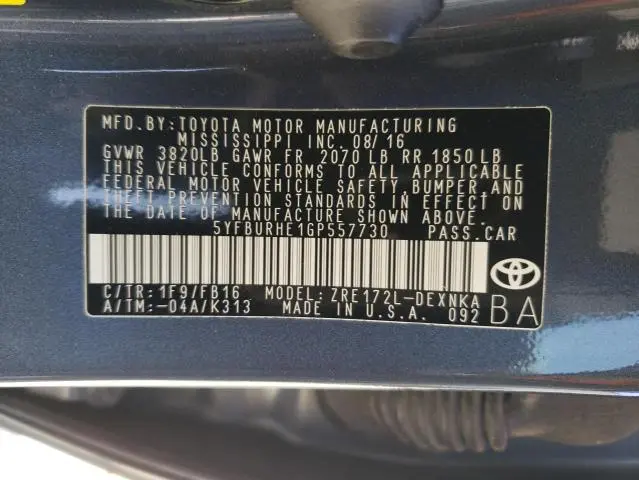 MFD.BY:TOYOTA MOTOR MANUFACTURING
MISSISSIPPI INC. 08/16
GVWR 3820LB GAWR FR 2070 LB RR 1850 LB
THIS VEHICLE CONFORMS TO ALL APPLICABLE
FEDERAL MOTOR VEHICLE SAFETY, BUMPER AND
THEFT PREVENTION STANDARDS IN EFFECT ON
THE DATE OF MANUFACTURE SHOWN ABOVE.
5YFBURHE1GP557730 PASS.CAR
C/TR:1F9/FB16 MODEL:ZRE172L-DEXNKA
A/TM:-04A/K313 MADE IN U.S.A. 092
BA